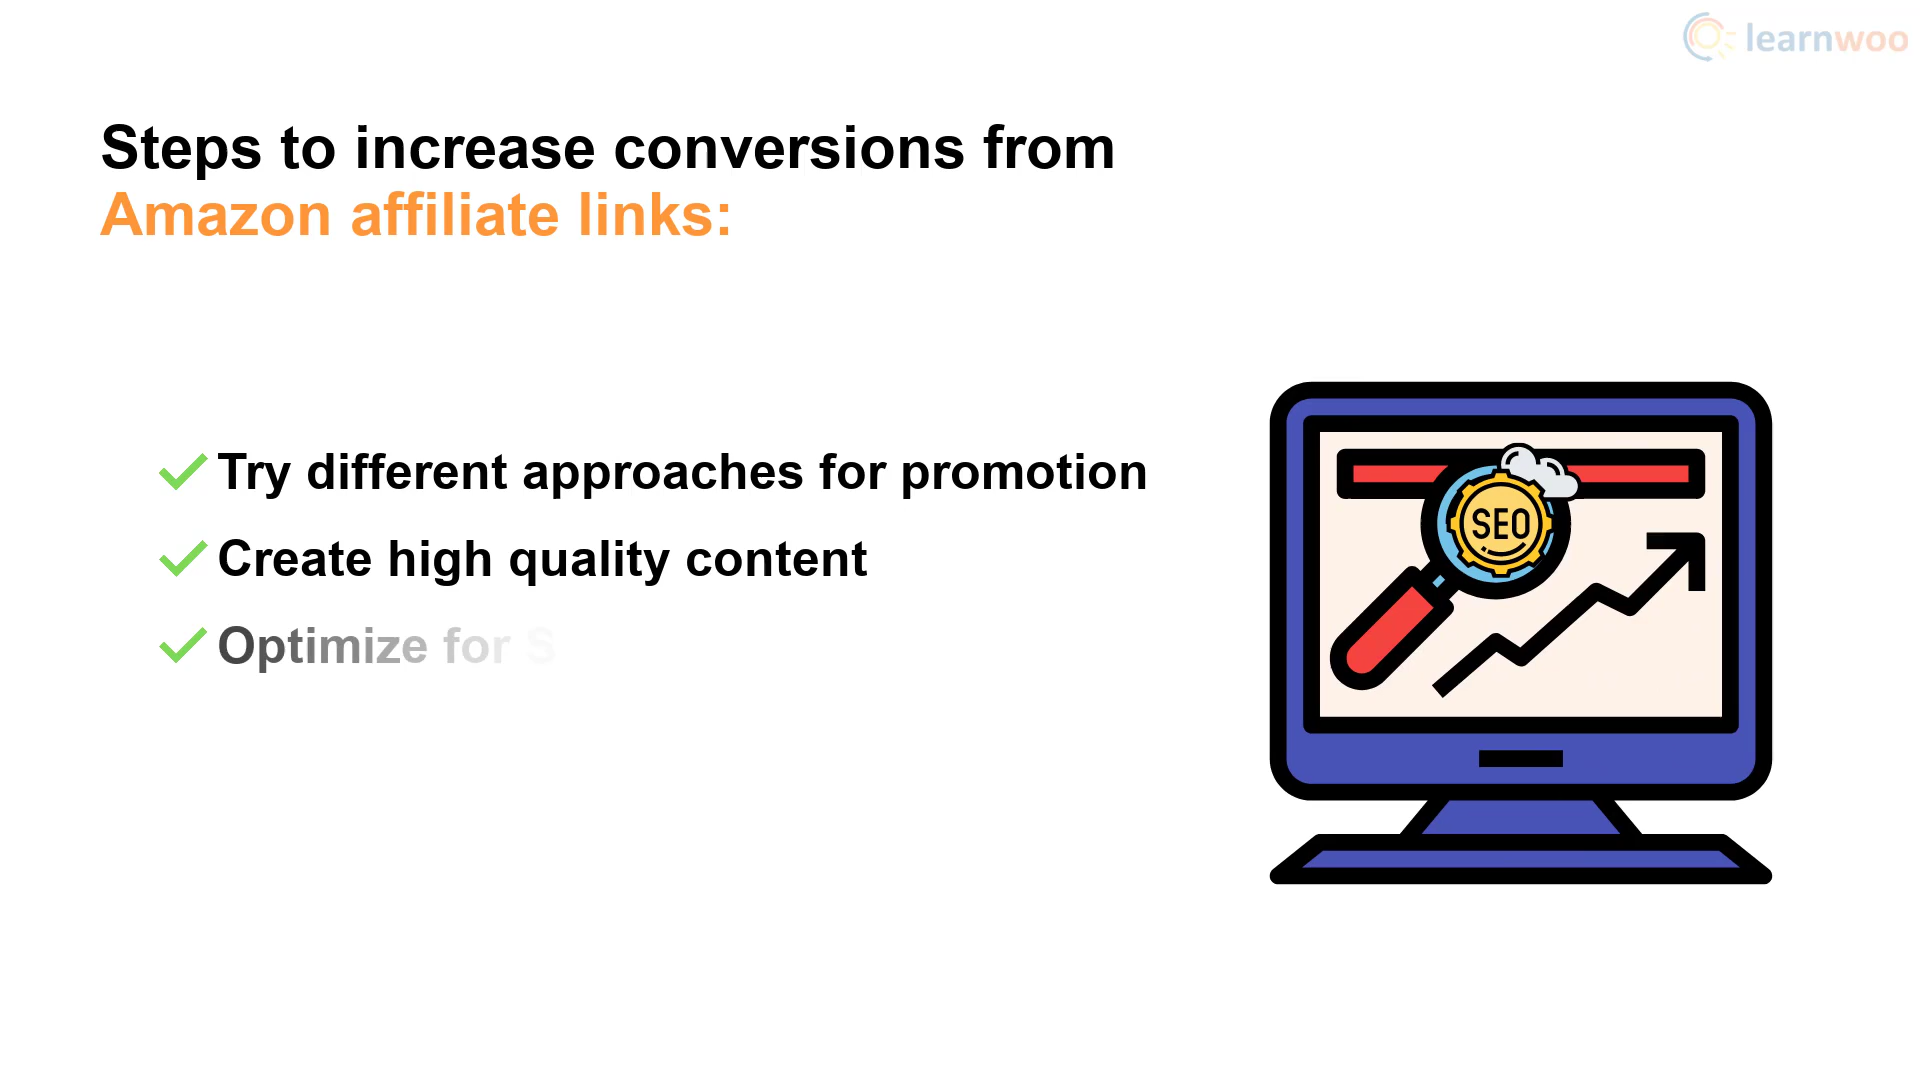 learnwoo
Steps to increase conversions from
Amazon affiliate links:
Try different approaches for promotion
Create high quality content
Optimize for S
SEO